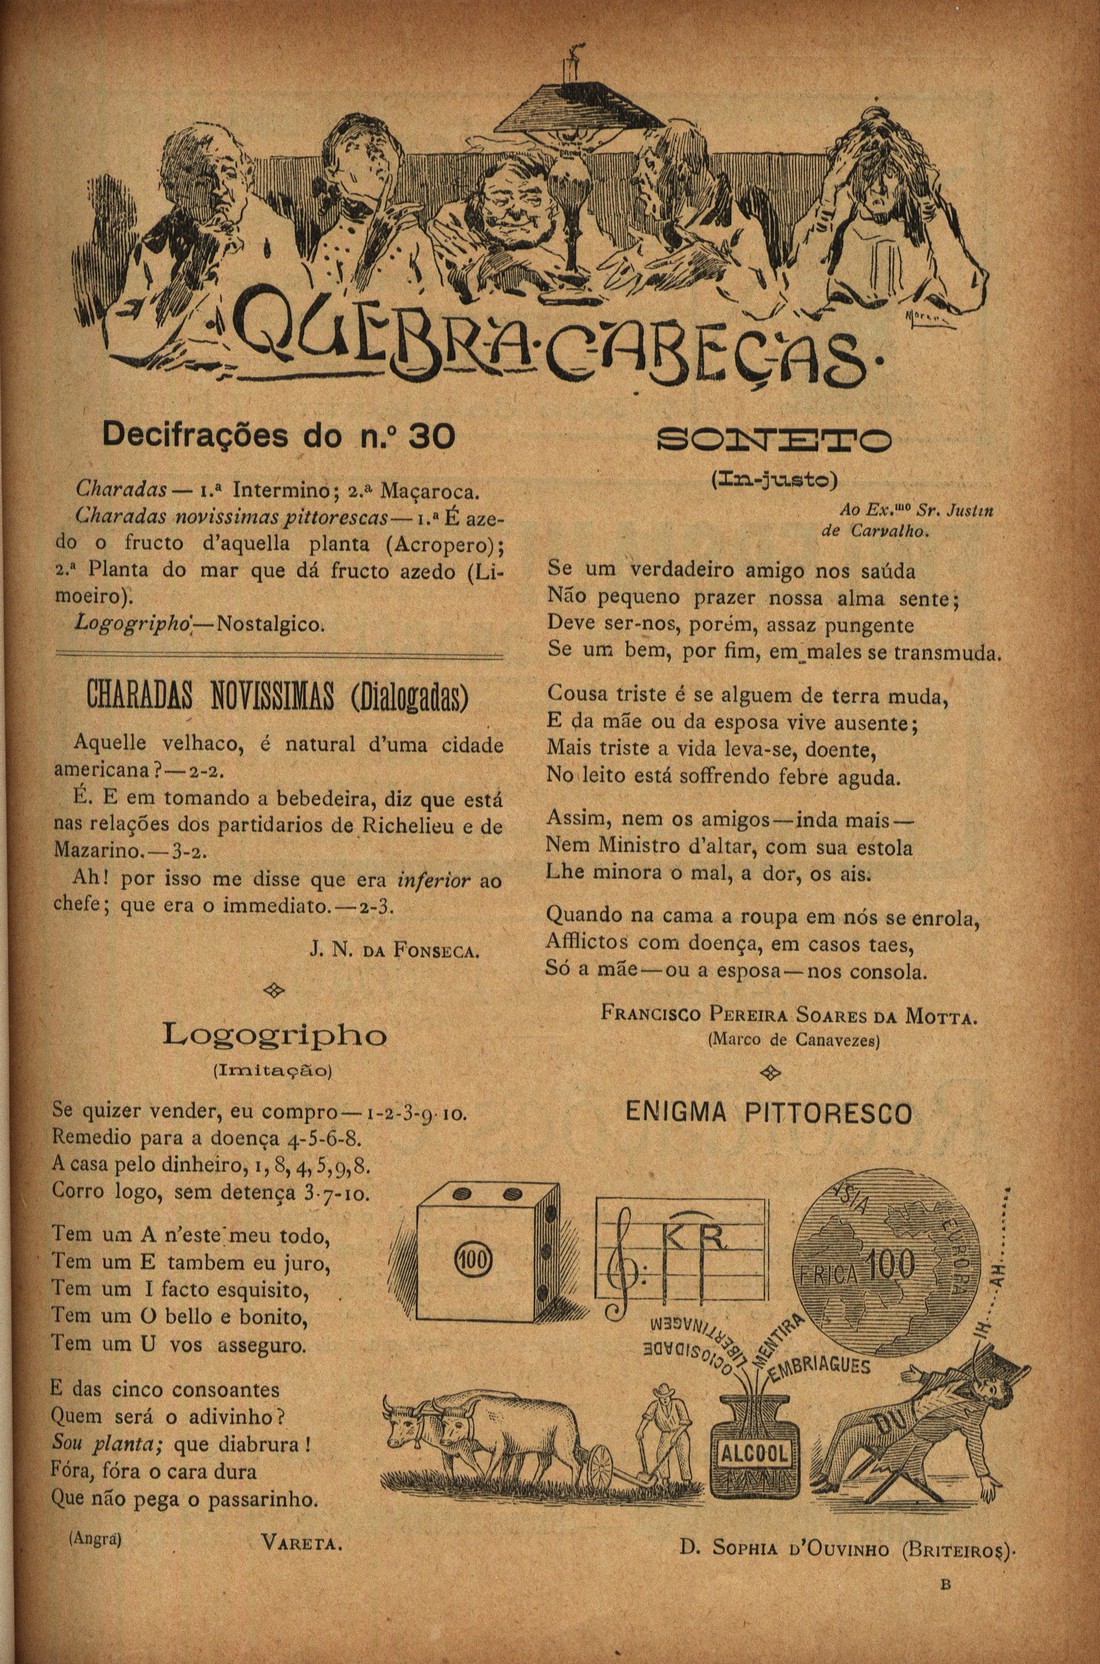 QUEBRA-CABEÇAS.
Morena
Decifrações do n.º 30
Charadas — 1.ª Intermino; 2.ª Maçaroca.
Charadas novissimas pittorescas — 1.ª É aze-
do o fructo d'aquella planta (Acropero);
2.ª Planta do mar que dá fructo azedo (Li-
moeiro).
Logogripho — Nostalgico.
CHARADAS NOVISSIMAS (Dialogadas)
Aquelle velhaco, é natural d'uma cidade
americana? — 2-2.
É. E em tomando a bebedeira, diz que está
nas relações dos partidarios de Richelieu e de
Mazarino. — 3-2.
Ah! por isso me disse que era inferior ao
chefe; que era o immediato. — 2-3.
J. N. DA FONSECA.
Logogripho
(Imitação)
Se quizer vender, eu compro — 1-2-3-9-10.
Remedio para a doença 4-5-6-8.
A casa pelo dinheiro, 1, 8, 4, 5, 9, 8.
Corro logo, sem detença 3-7-10.
Tem um A n'este meu todo,
Tem um E tambem eu juro,
Tem um I facto esquisito,
Tem um O bello e bonito,
Tem um U vos asseguro.
E das cinco consoantes
Quem será o adivinho?
Sou planta; que diabrura!
Fóra, fóra o cara dura
Que não pega o passarinho.
(Angra) VARETA.
SONETO
(In-justo)
Ao Ex.mo Sr. Justin
de Carvalho.
Se um verdadeiro amigo nos saúda
Não pequeno prazer nossa alma sente;
Deve ser-nos, porém, assaz pungente
Se um bem, por fim, em males se transmuda.
Cousa triste é se alguem de terra muda,
E da mãe ou da esposa vive ausente;
Mais triste a vida leva-se, doente,
No leito está soffrendo febre aguda.
Assim, nem os amigos — inda mais —
Nem Ministro d'altar, com sua estola
Lhe minora o mal, a dor, os ais.
Quando na cama a roupa em nós se enrola,
Afflictos com doença, em casos taes,
Só a mãe — ou a esposa — nos consola.
FRANCISCO PEREIRA SOARES DA MOTTA.
(Marco de Canavezes)
ENIGMA PITTORESCO
100
K R
ASIA
EUROPA
FRICA 100
IH.....AH........
LIBERTINAGEM
OCIOSIDADE
MENTIRA
EMBRIAGUES
ALCOOL
DU
D. SOPHIA D'OUVINHO (BRITEIROS).
B